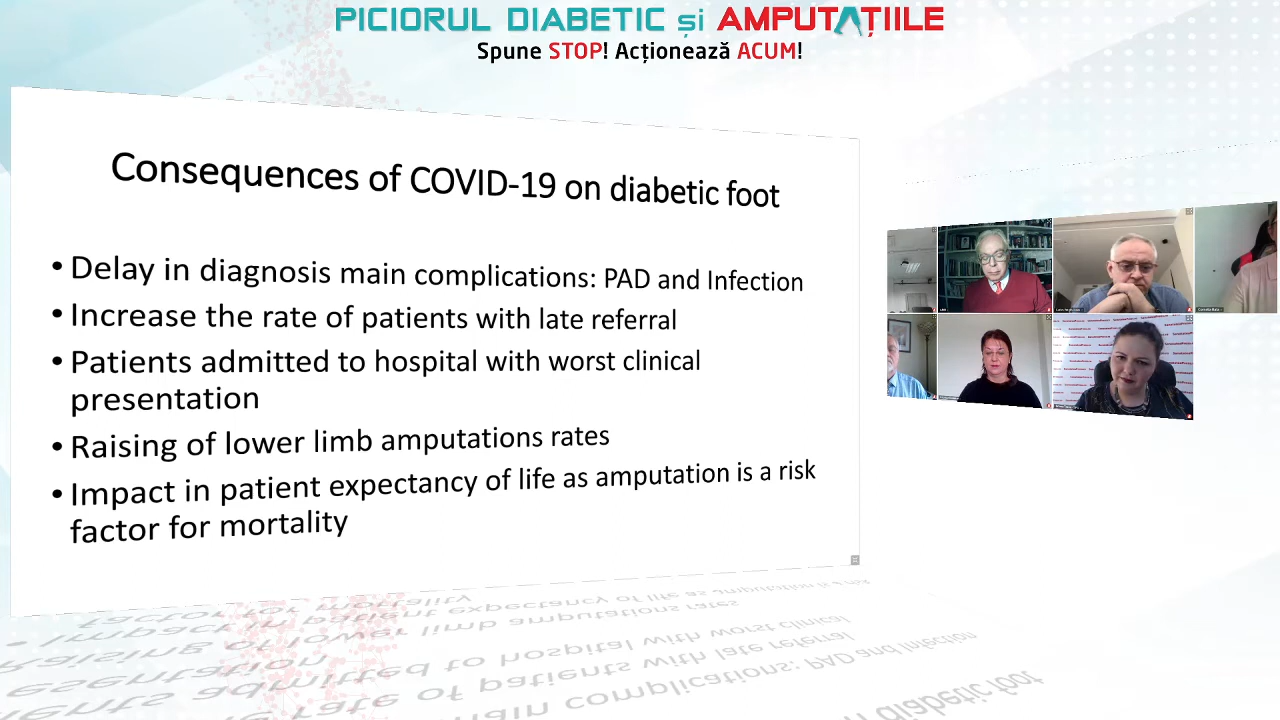 PICIORUL DIABETIC și AMPUTAȚIILE
Spune STOP! Acționează ACUM!
Consequences of COVID-19 on diabetic foot
• Delay in diagnosis main complications: PAD and Infection
• Increase the rate of patients with late referral
• Patients admitted to hospital with worst clinical
presentation
• Raising of lower limb amputations rates
• Impact in patient expectancy of life as amputation is a risk
factor for mortality